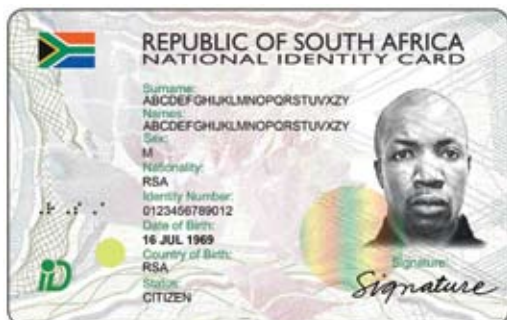 REPUBLIC OF SOUTH AFRICA
NATIONAL IDENTITY CARD
Surname:
ABCDEFGHIJKLMNOPQRSTUVXZY
Names:
ABCDEFGHIJKLMNOPQRSTUVXZY
Sex:
M
Nationality:
RSA
Identity Number:
0123456789012
Date of Birth:
16 JUL 1969
Country of Birth:
RSA
Status:
CITIZEN
Signature:
Signature
iD